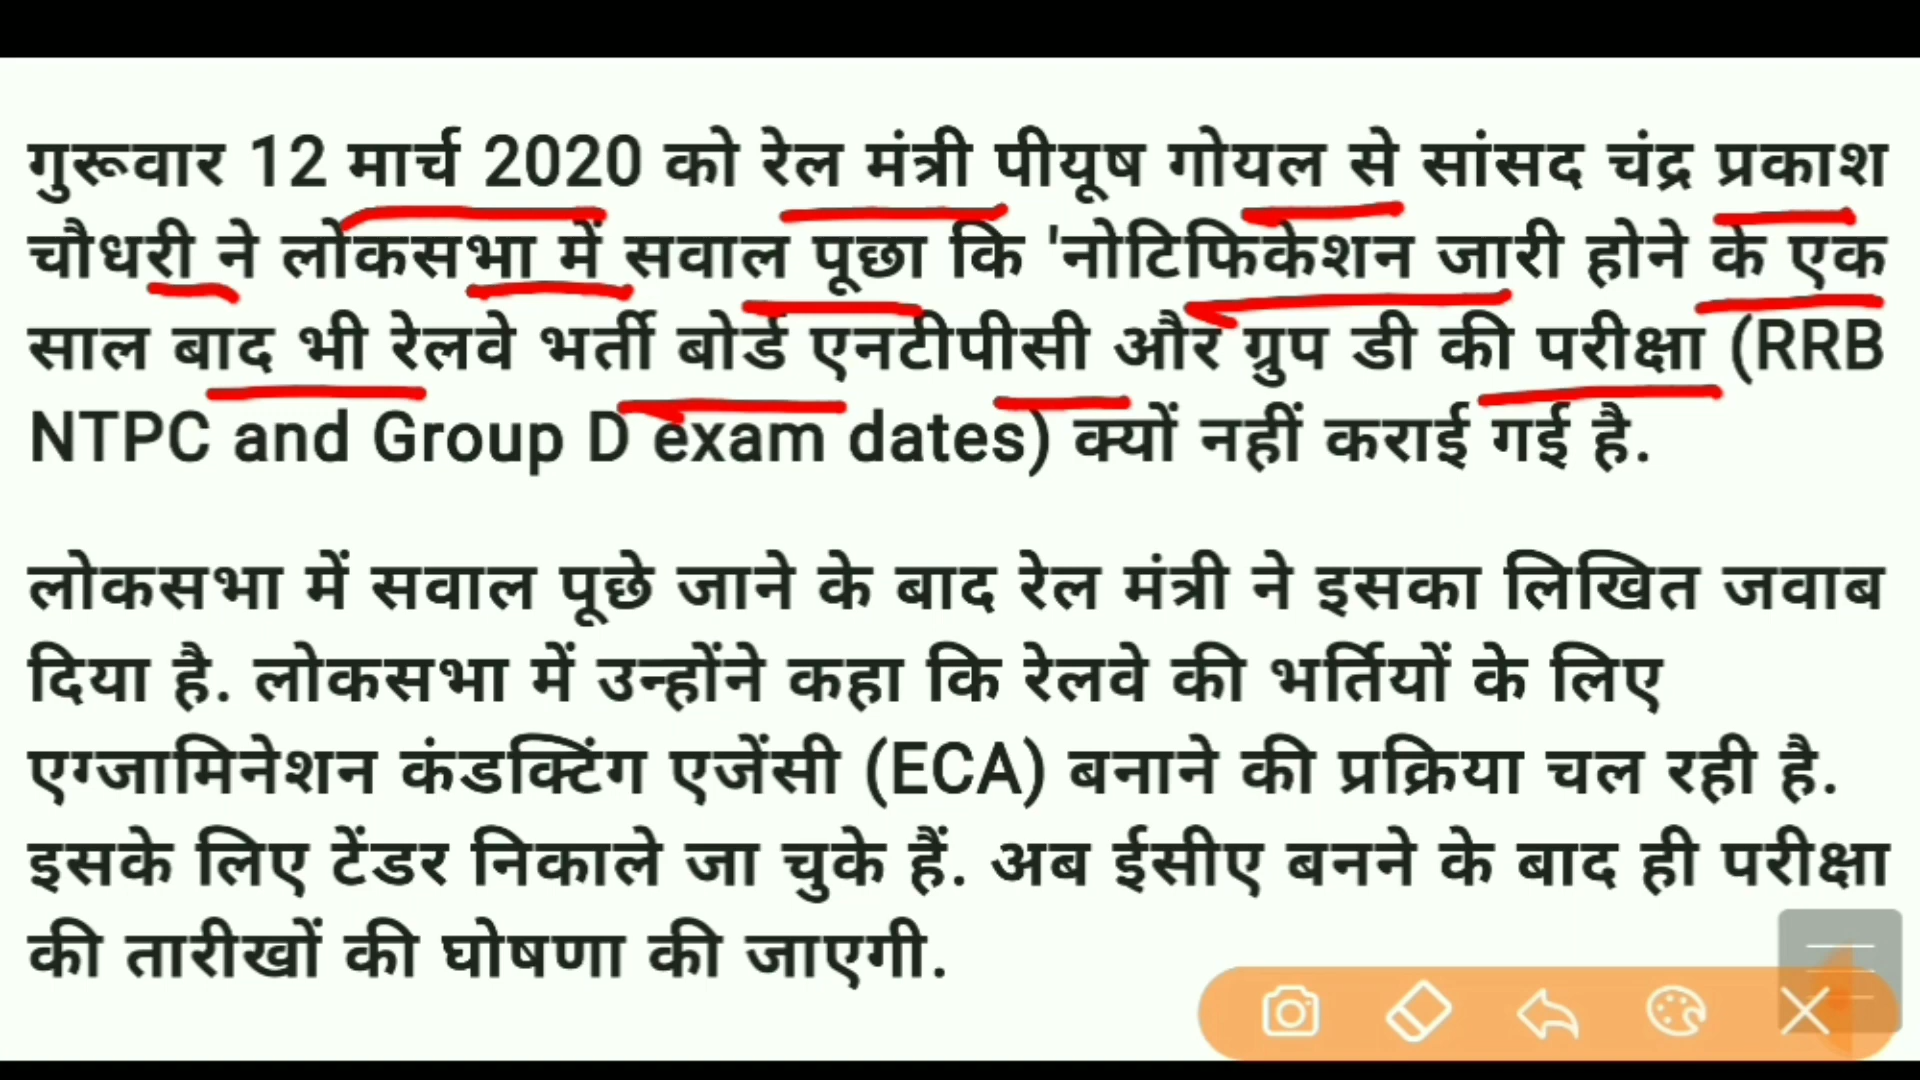 गुरूवार 12 मार्च 2020 को रेल मंत्री पीयूष गोयल से सांसद चंद्र प्रकाश
चौधरी ने लोकसभा में सवाल पूछा कि 'नोटिफिकेशन जारी होने के एक
साल बाद भी रेलवे भर्ती बोर्ड एनटीपीसी और ग्रुप डी की परीक्षा (RRB
NTPC and Group D exam dates) क्यों नहीं कराई गई है.
लोकसभा में सवाल पूछे जाने के बाद रेल मंत्री ने इसका लिखित जवाब
दिया है. लोकसभा में उन्होंने कहा कि रेलवे की भर्तियों के लिए
एग्जामिनेशन कंडक्टिंग एजेंसी (ECA) बनाने की प्रक्रिया चल रही है.
इसके लिए टेंडर निकाले जा चुके हैं. अब ईसीए बनने के बाद ही परीक्षा
की तारीखों की घोषणा की जाएगी.